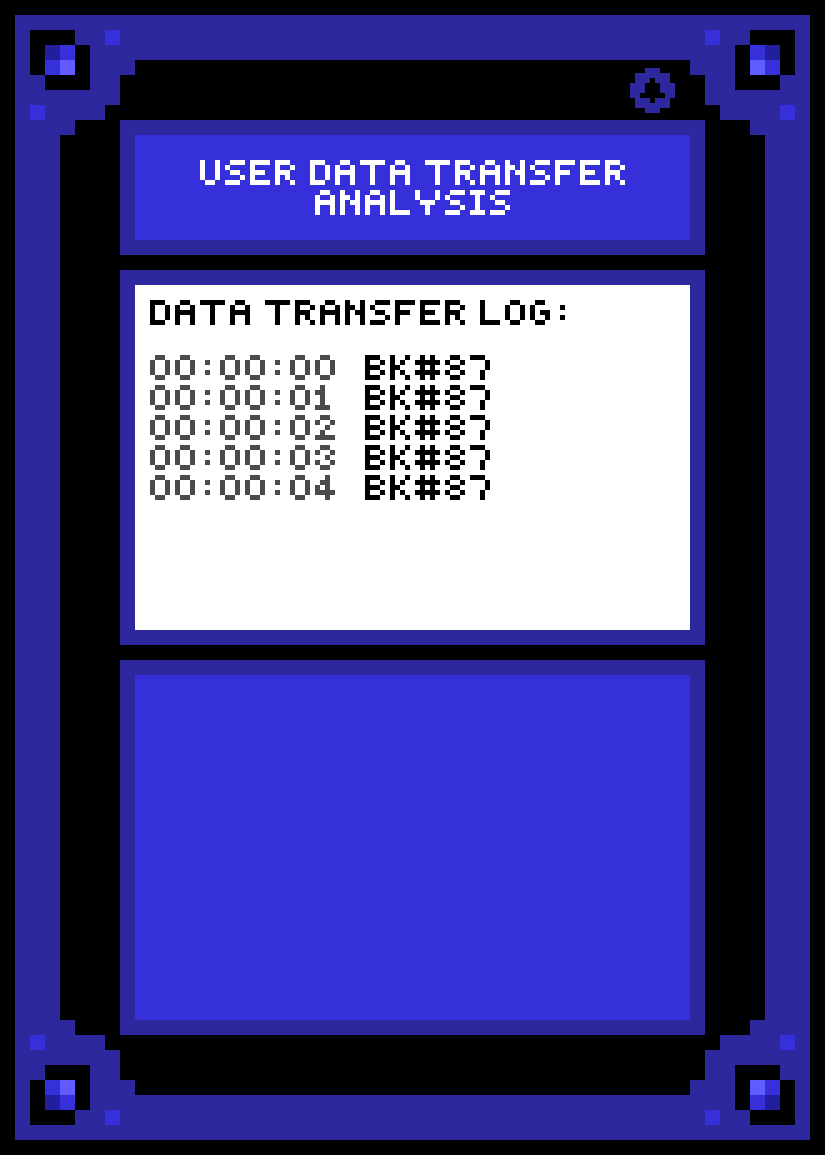 USER DATA TRANSFER
ANALYSIS
DATA TRANSFER LOG:
00:00:00 BK#87
00:00:01 BK#87
00:00:02 BK#87
00:00:03 BK#87
00:00:04 BK#87